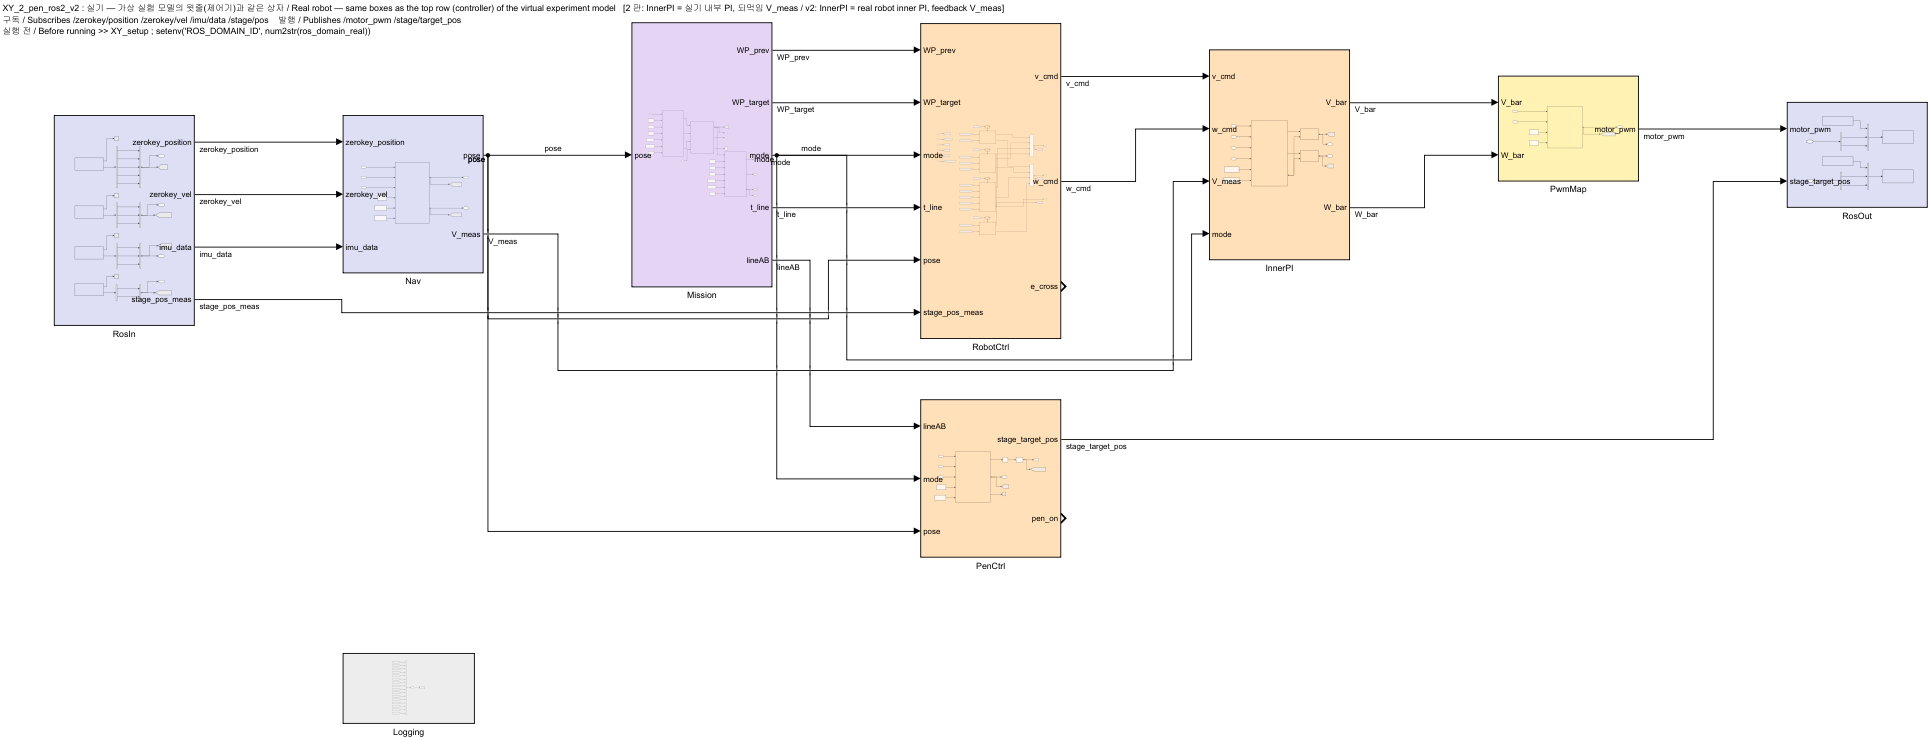 XY_2_pen_ros2_v2 : 실기 — 가상 실험 모델의 윗줄(제어기)과 같은 상자 / Real robot — same boxes as the top row (controller) of the virtual experiment model [2 판: InnerPI = 실기 내부 PI, 되먹임 V_meas / v2: InnerPI = real robot inner PI, feedback V_meas]
구독 / Subscribes /zerokey/position /zerokey/vel /imu/data /stage/pos 발행 / Publishes /motor_pwm /stage/target_pos
실행 전 / Before running >> XY_setup ; setenv('ROS_DOMAIN_ID', num2str(ros_domain_real))
zerokey_position
zerokey_vel
imu_data
stage_pos_meas
RosIn
zerokey_position
zerokey_vel
imu_data
stage_pos_meas
zerokey_position
zerokey_vel
imu_data
pose
V_meas
Nav
pose
V_meas
pose
pose
WP_prev
WP_target
mode
t_line
lineAB
Mission
WP_prev
WP_target
mode
mode
mode
t_line
lineAB
WP_prev
WP_target
mode
t_line
pose
stage_pos_meas
v_cmd
w_cmd
e_cross
RobotCtrl
v_cmd
w_cmd
lineAB
mode
pose
stage_target_pos
pen_on
PenCtrl
stage_target_pos
v_cmd
w_cmd
V_meas
mode
V_bar
W_bar
InnerPI
V_bar
W_bar
V_bar
W_bar
motor_pwm
PwmMap
motor_pwm
motor_pwm
stage_target_pos
RosOut
Logging